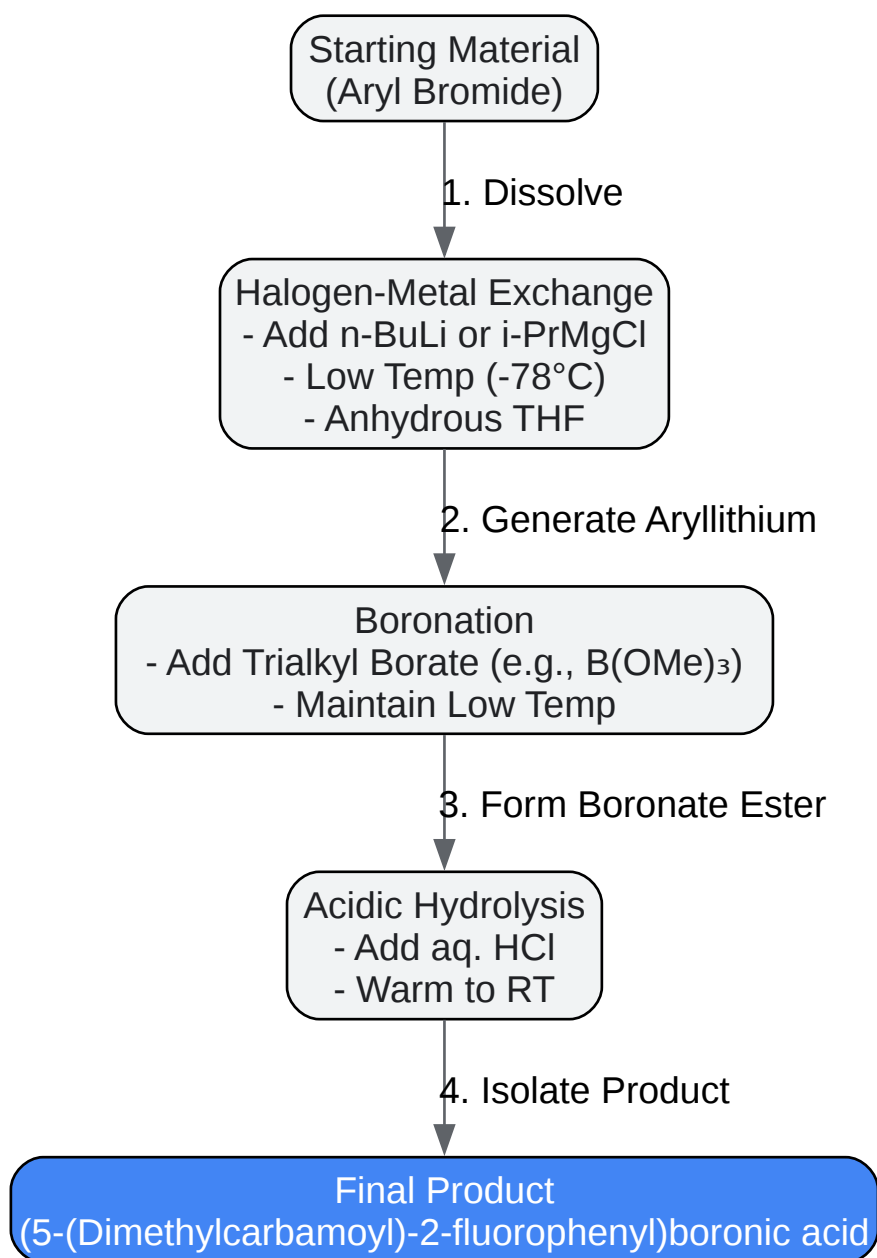 Starting Material
(Aryl Bromide)
1. Dissolve
Halogen-Metal Exchange
- Add n-BuLi or i-PrMgCl
- Low Temp (-78°C)
- Anhydrous THF
2. Generate Aryllithium
Boronation
- Add Trialkyl Borate (e.g., B(OMe)₃)
- Maintain Low Temp
3. Form Boronate Ester
Acidic Hydrolysis
- Add aq. HCl
- Warm to RT
4. Isolate Product
Final Product
(5-(Dimethylcarbamoyl)-2-fluorophenyl)boronic acid